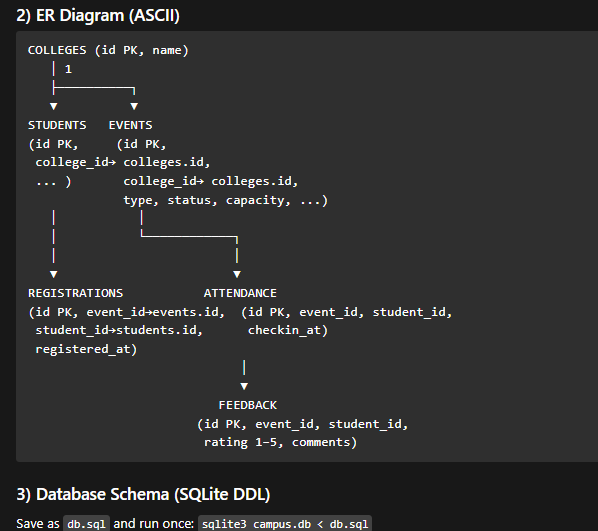 2) ER Diagram (ASCII)
COLLEGES (id PK, name)
1
STUDENTS EVENTS
(id PK, (id PK,
college_id→ colleges.id,
... ) college_id→ colleges.id,
type, status, capacity, ...)
REGISTRATIONS ATTENDANCE
(id PK, event_id→events.id, (id PK, event_id, student_id,
student_id→students.id, checkin_at)
registered_at)
FEEDBACK
(id PK, event_id, student_id,
rating 1–5, comments)
3) Database Schema (SQLite DDL)
Save as db.sql and run once: sqlite3 campus.db < db.sql